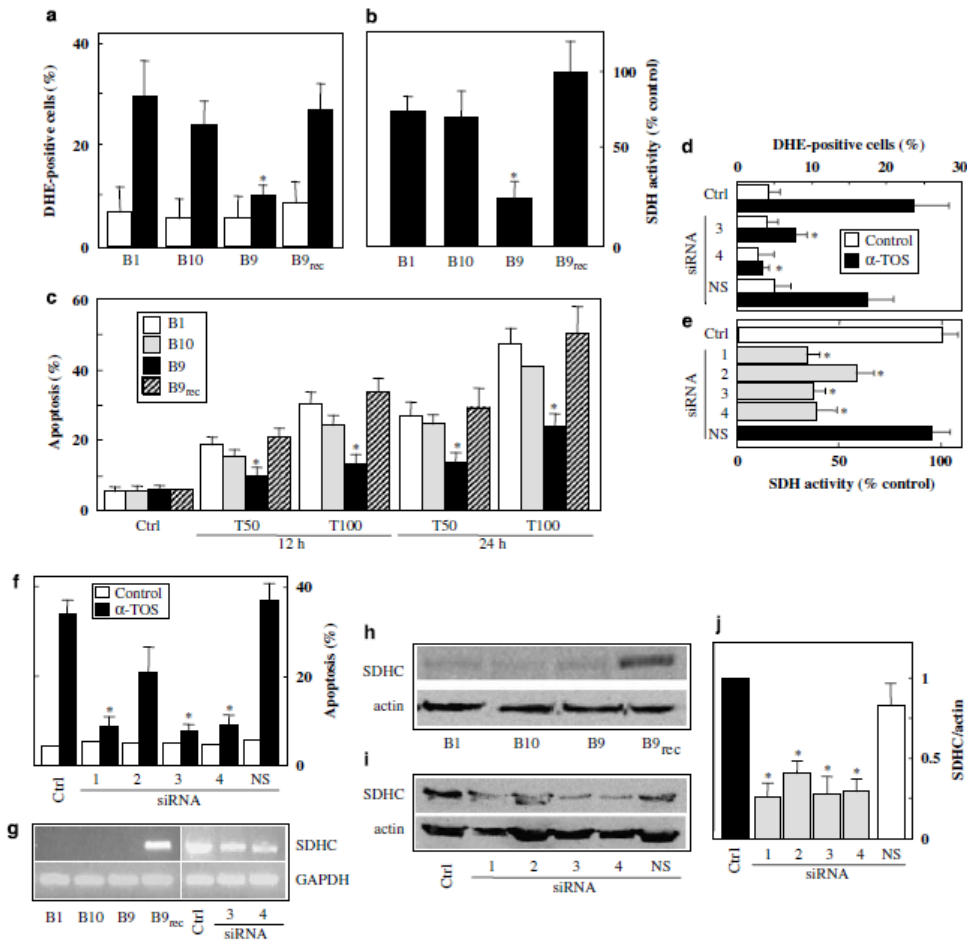 a
DHE-positive cells (%)
40
20
0
B1 B10 B9 B9rec
*
b
SDH activity (% control)
100
50
0
B1 B10 B9 B9rec
*
c
Apoptosis (%)
60
40
20
0
B1
B10
B9
B9rec
* * * *
Ctrl T50 T100 T50 T100
12 h 24 h
d
DHE-positive cells (%)
0 10 20 30
Ctrl
siRNA
3 *
4 *
NS
Control
α-TOS
e
Ctrl
siRNA
1 *
2 *
3 *
4 *
NS
0 50 100
SDH activity (% control)
f
Control
α-TOS
40
20
0
Apoptosis (%)
* * *
Ctrl 1 2 3 4 NS
siRNA
g
SDHC
GAPDH
B1 B10 B9 B9rec Ctrl 3 4
siRNA
h
SDHC
actin
B1 B10 B9 B9rec
i
SDHC
actin
Ctrl 1 2 3 4 NS
siRNA
j
1
0.5
0
SDHC/actin
* * * *
Ctrl 1 2 3 4 NS
siRNA